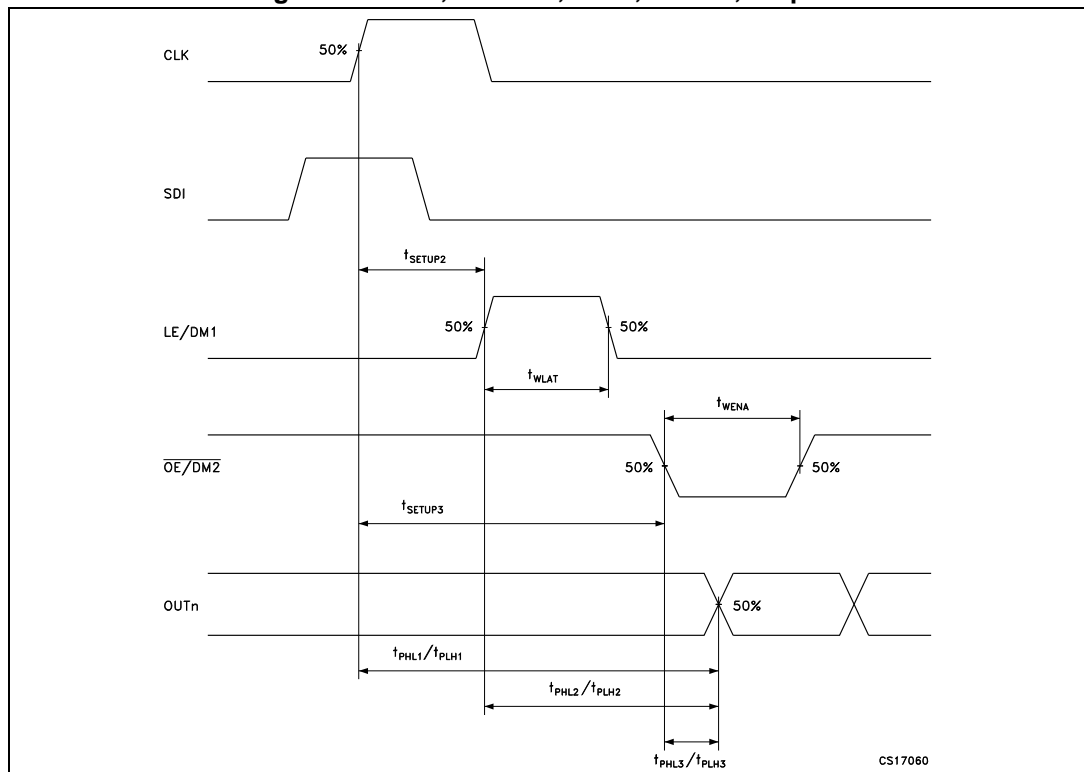 CLK
50%
SDI
tSETUP2
LE/DM1
50%
50%
tWLAT
tWENA
OE/DM2
50%
50%
tSETUP3
OUTn
50%
tPHL1/tPLH1
tPHL2/tPLH2
tPHL3/tPLH3
CS17060